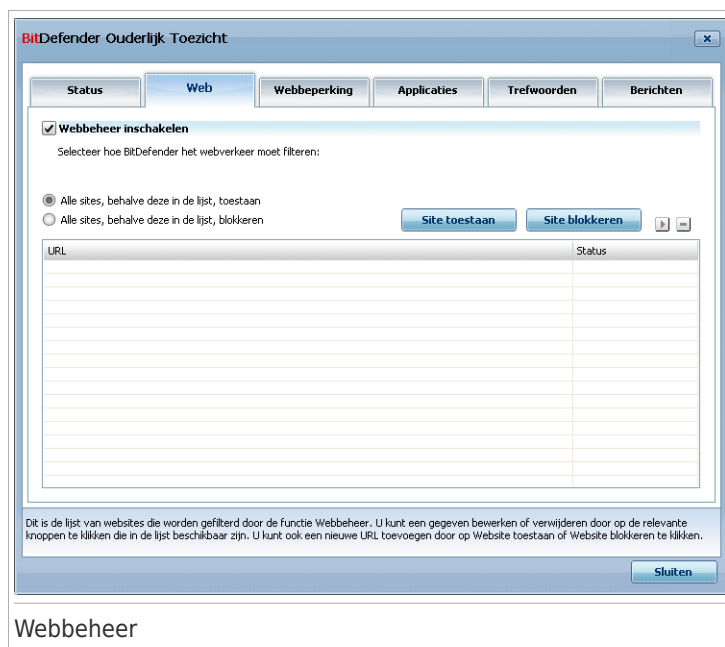 BitDefender Ouderlijk Toezicht
Status Web Webbeperking Applicaties Trefwoorden Berichten
Webbeheer inschakelen
Selecteer hoe BitDefender het webverkeer moet filteren:
Alle sites, behalve deze in de lijst, toestaan
Alle sites, behalve deze in de lijst, blokkeren
Site toestaan Site blokkeren
URL Status
Dit is de lijst van websites die worden gefilterd door de functie Webbeheer. U kunt een gegeven bewerken of verwijderen door op de relevante
knoppen te klikken die in de lijst beschikbaar zijn. U kunt ook een nieuwe URL toevoegen door op Website toestaan of Website blokkeren te klikken.
Sluiten
Webbeheer